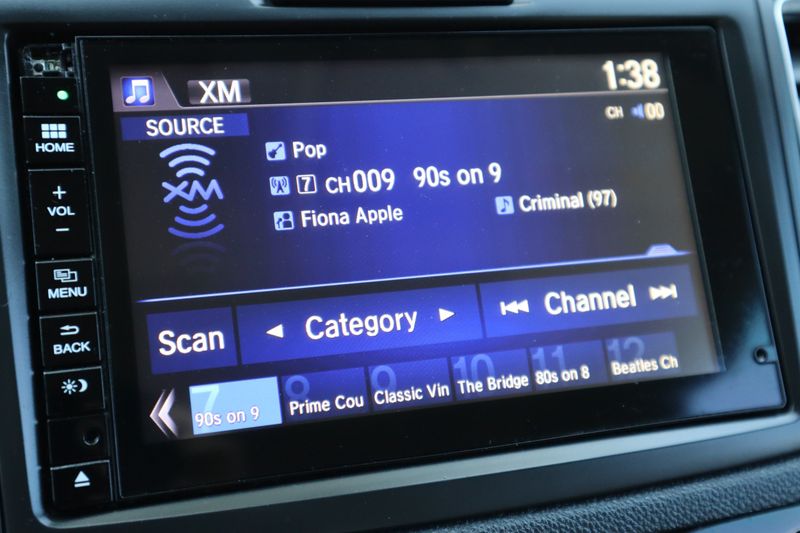 XM
1:38
SOURCE
CH 00
XM
Pop
7 CH009 90s on 9
Fiona Apple
Criminal (97)
Scan
Category
Channel
7
90s on 9
8
Prime Cou
9
Classic Vin
10
The Bridge
11
80s on 8
12
Beatles Ch
HOME
+
VOL
−
MENU
BACK